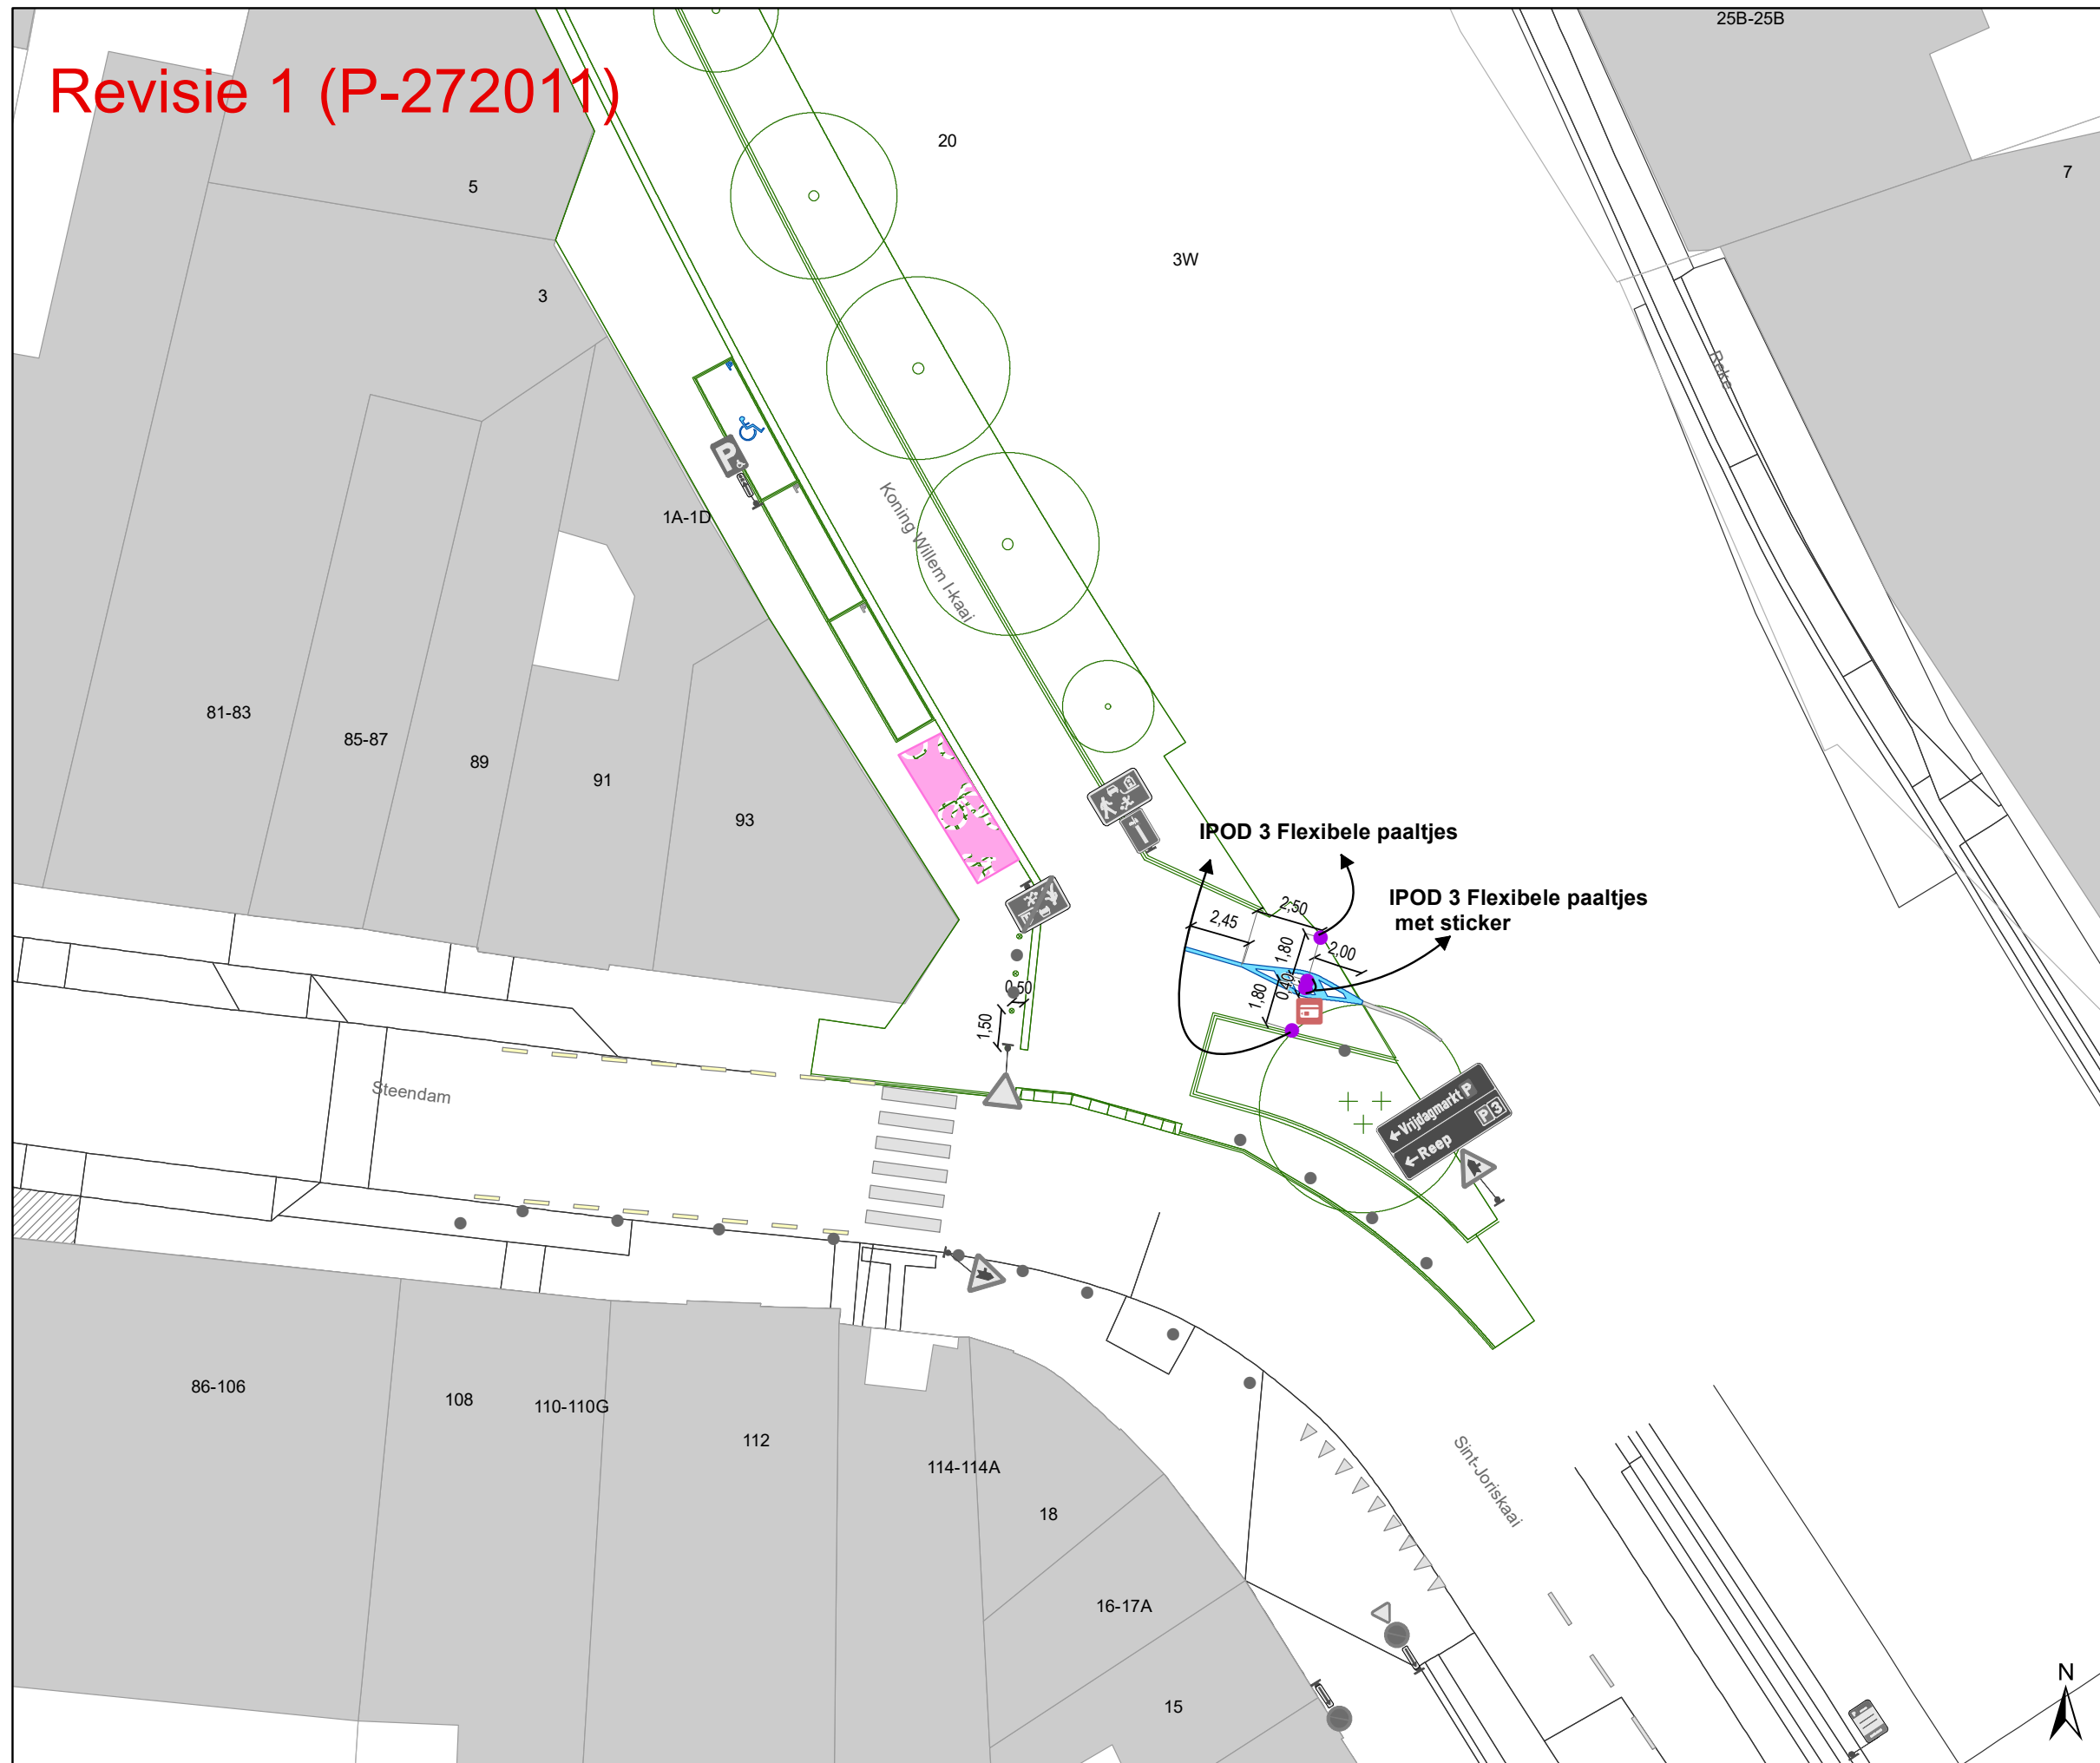 25B-25B
Revisie 1 (P-272011)
20
5
7
3W
3
Reke
P
Koning Willem I-kaai
1A-1D
81-83
85-87
89
91
93
IPOD 3 Flexibele paaltjes
IPOD 3 Flexibele paaltjes
met sticker
2,50
2,45
1,80
2,00
0,40
1,80
0,50
1,50
Steendam
←Vrijdagmarkt P
←Reep P3
86-106
108
110-110G
112
114-114A
18
Sint-Joriskaai
16-17A
15
N